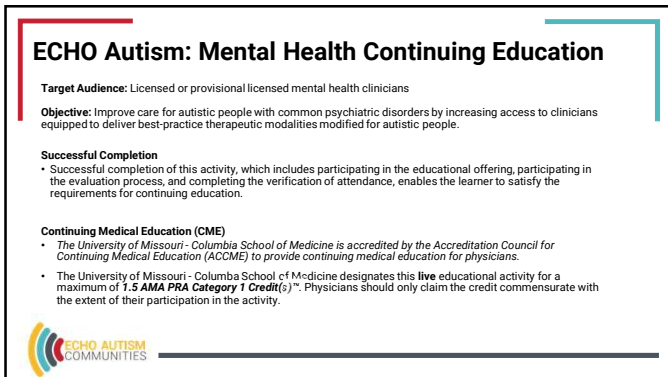 ECHO Autism: Mental Health Continuing Education
Target Audience: Licensed or provisional licensed mental health clinicians
Objective: Improve care for autistic people with common psychiatric disorders by increasing access to clinicians
equipped to deliver best-practice therapeutic modalities modified for autistic people.
Successful Completion
• Successful completion of this activity, which includes participating in the educational offering, participating in
the evaluation process, and completing the verification of attendance, enables the learner to satisfy the
requirements for continuing education.
Continuing Medical Education (CME)
• The University of Missouri - Columbia School of Medicine is accredited by the Accreditation Council for
Continuing Medical Education (ACCME) to provide continuing medical education for physicians.
• The University of Missouri - Columba School of Medicine designates this live educational activity for a
maximum of 1.5 AMA PRA Category 1 Credit(s)™. Physicians should only claim the credit commensurate with
the extent of their participation in the activity.
ECHO AUTISM
COMMUNITIES